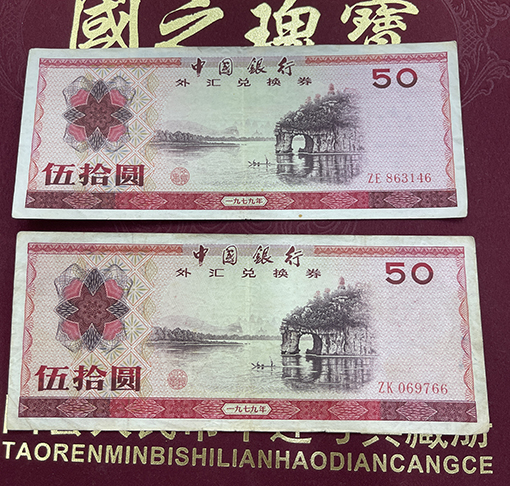 國之瑰寶
中国银行
外汇兑换券
50
伍拾圆
ZE 863146
一九七九年
中国银行
外汇兑换券
50
伍拾圆
ZK 069766
一九七九年
TAORENMINBISHILIANHAODIANCANGCE